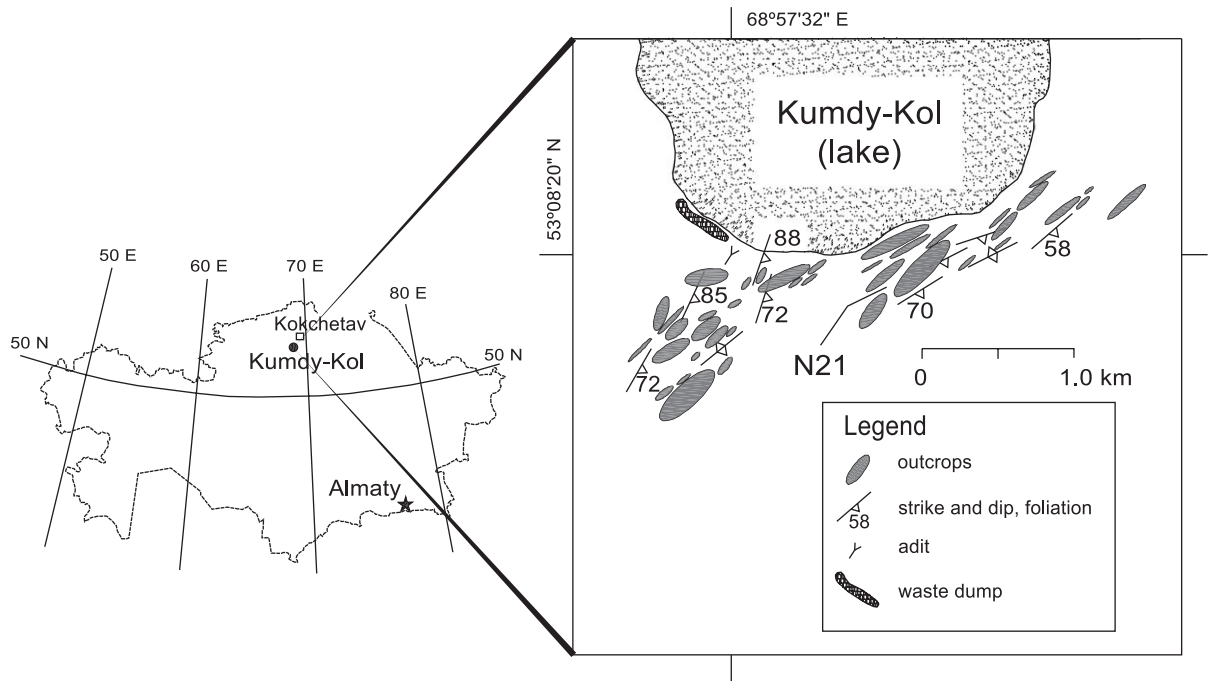 50 E
60 E
70 E
80 E
50 N
50 N
Kokchetav
Kumdy-Kol
Almaty
68º57'32" E
53º08'20" N
Kumdy-Kol
(lake)
88
58
85
72
70
72
N21
0
1.0 km
Legend
outcrops
58
strike and dip, foliation
adit
waste dump